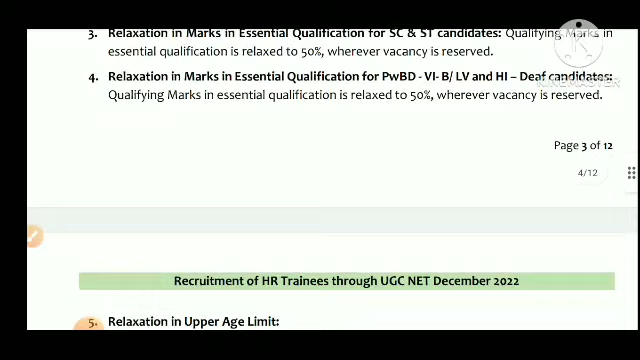 3. Relaxation in Marks in Essential Qualification for SC & ST candidates: Qualifying Marks in
essential qualification is relaxed to 50%, wherever vacancy is reserved.
4. Relaxation in Marks in Essential Qualification for PwBD - VI- B/ LV and HI – Deaf candidates:
Qualifying Marks in essential qualification is relaxed to 50%, wherever vacancy is reserved.
KINEMASTER
Page 3 of 12
4/12
Recruitment of HR Trainees through UGC NET December 2022
5. Relaxation in Upper Age Limit: